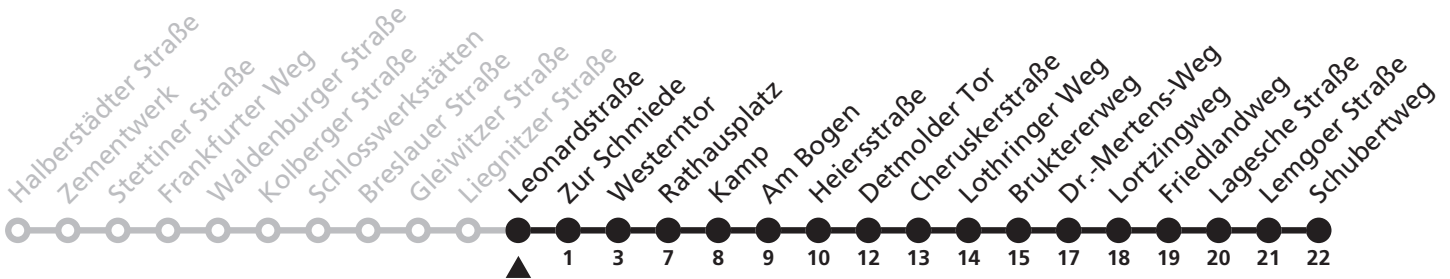 Halberstädter Straße
Zementwerk
Stettiner Straße
Frankfurter Weg
Waldenburger Straße
Kolberger Straße
Schlosswerkstätten
Breslauer Straße
Gleiwitzer Straße
Liegnitzer Straße
Leonardstraße
Zur Schmiede
Westerntor
Rathausplatz
Kamp
Am Bogen
Heiersstraße
Detmolder Tor
Cheruskerstraße
Lothringer Weg
Bruktererweg
Dr.-Mertens-Weg
Lortzingweg
Friedlandweg
Lagesche Straße
Lemgoer Straße
Schubertweg
1 3 7 8 9 10 12 13 14 15 17 18 19 20 21 22